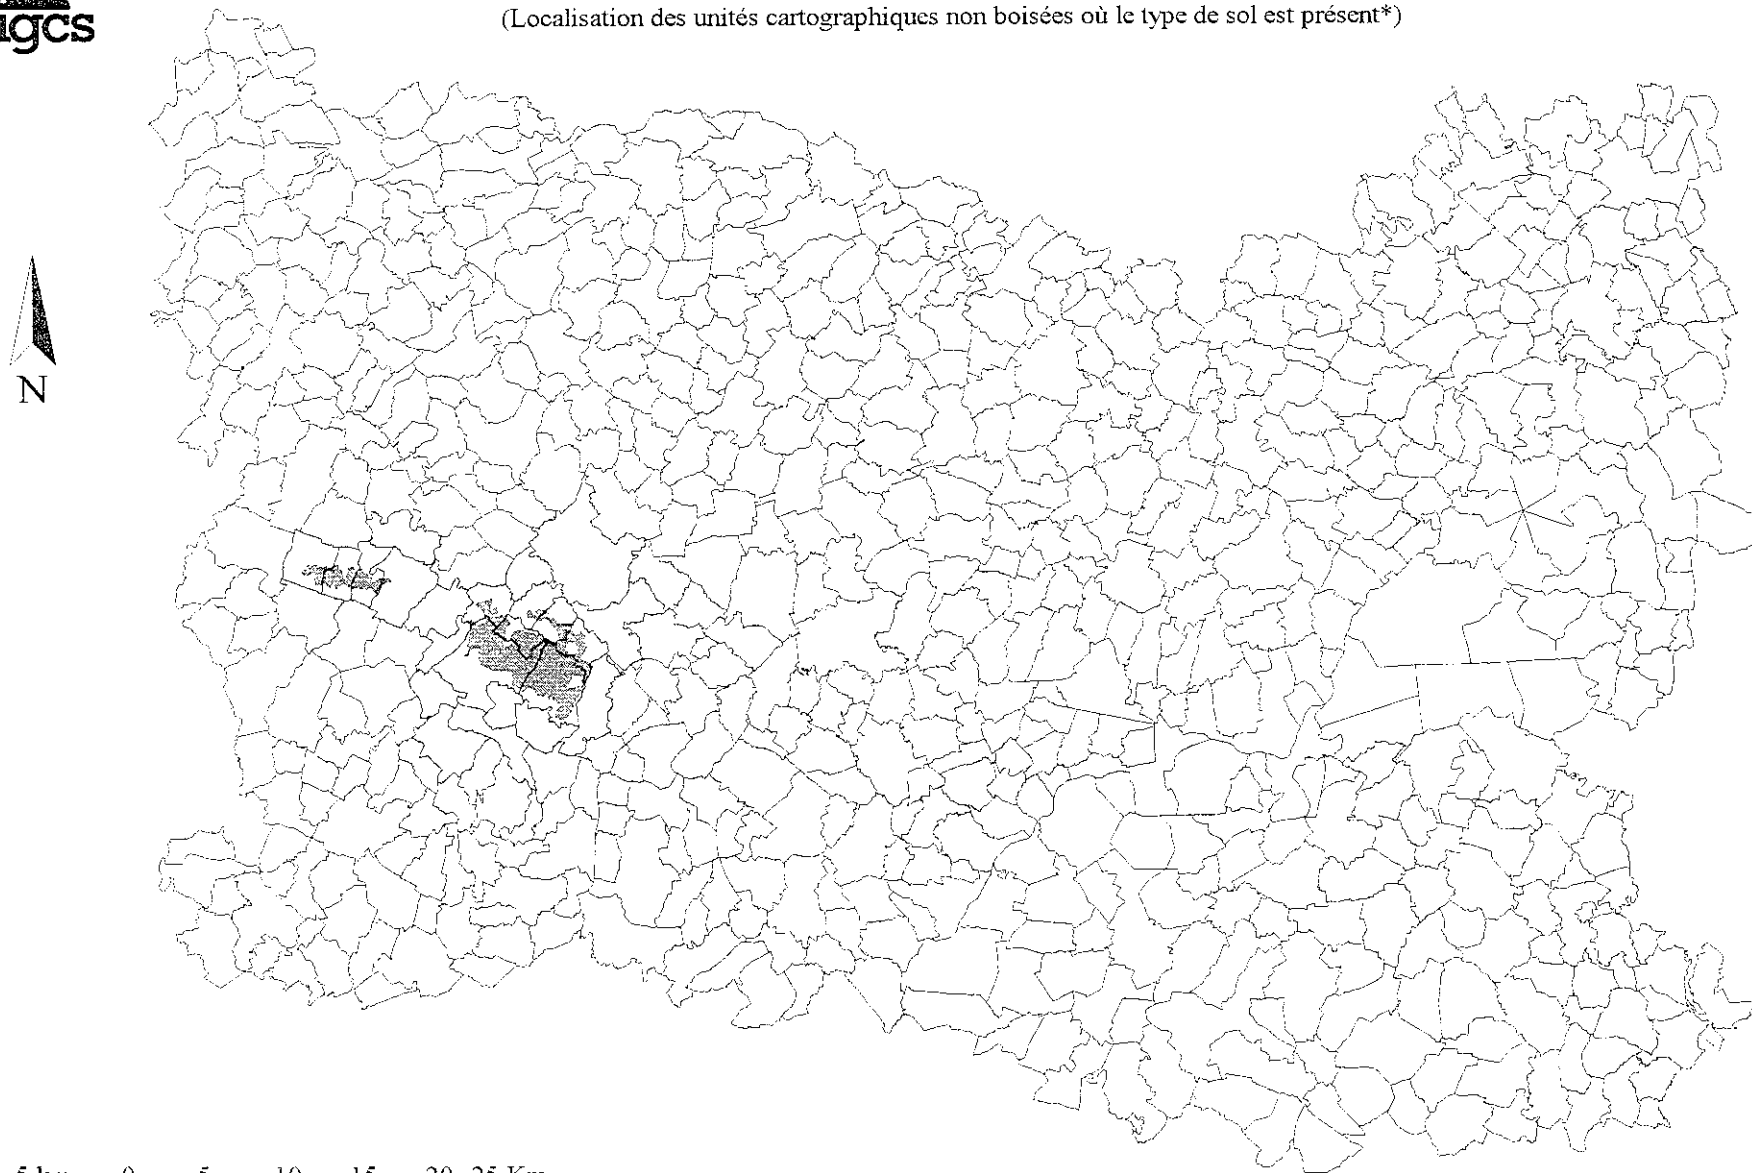 igcs
(Localisation des unités cartographiques non boisées où le type de sol est présent*)
N
0 5 10 15 20 25 Km